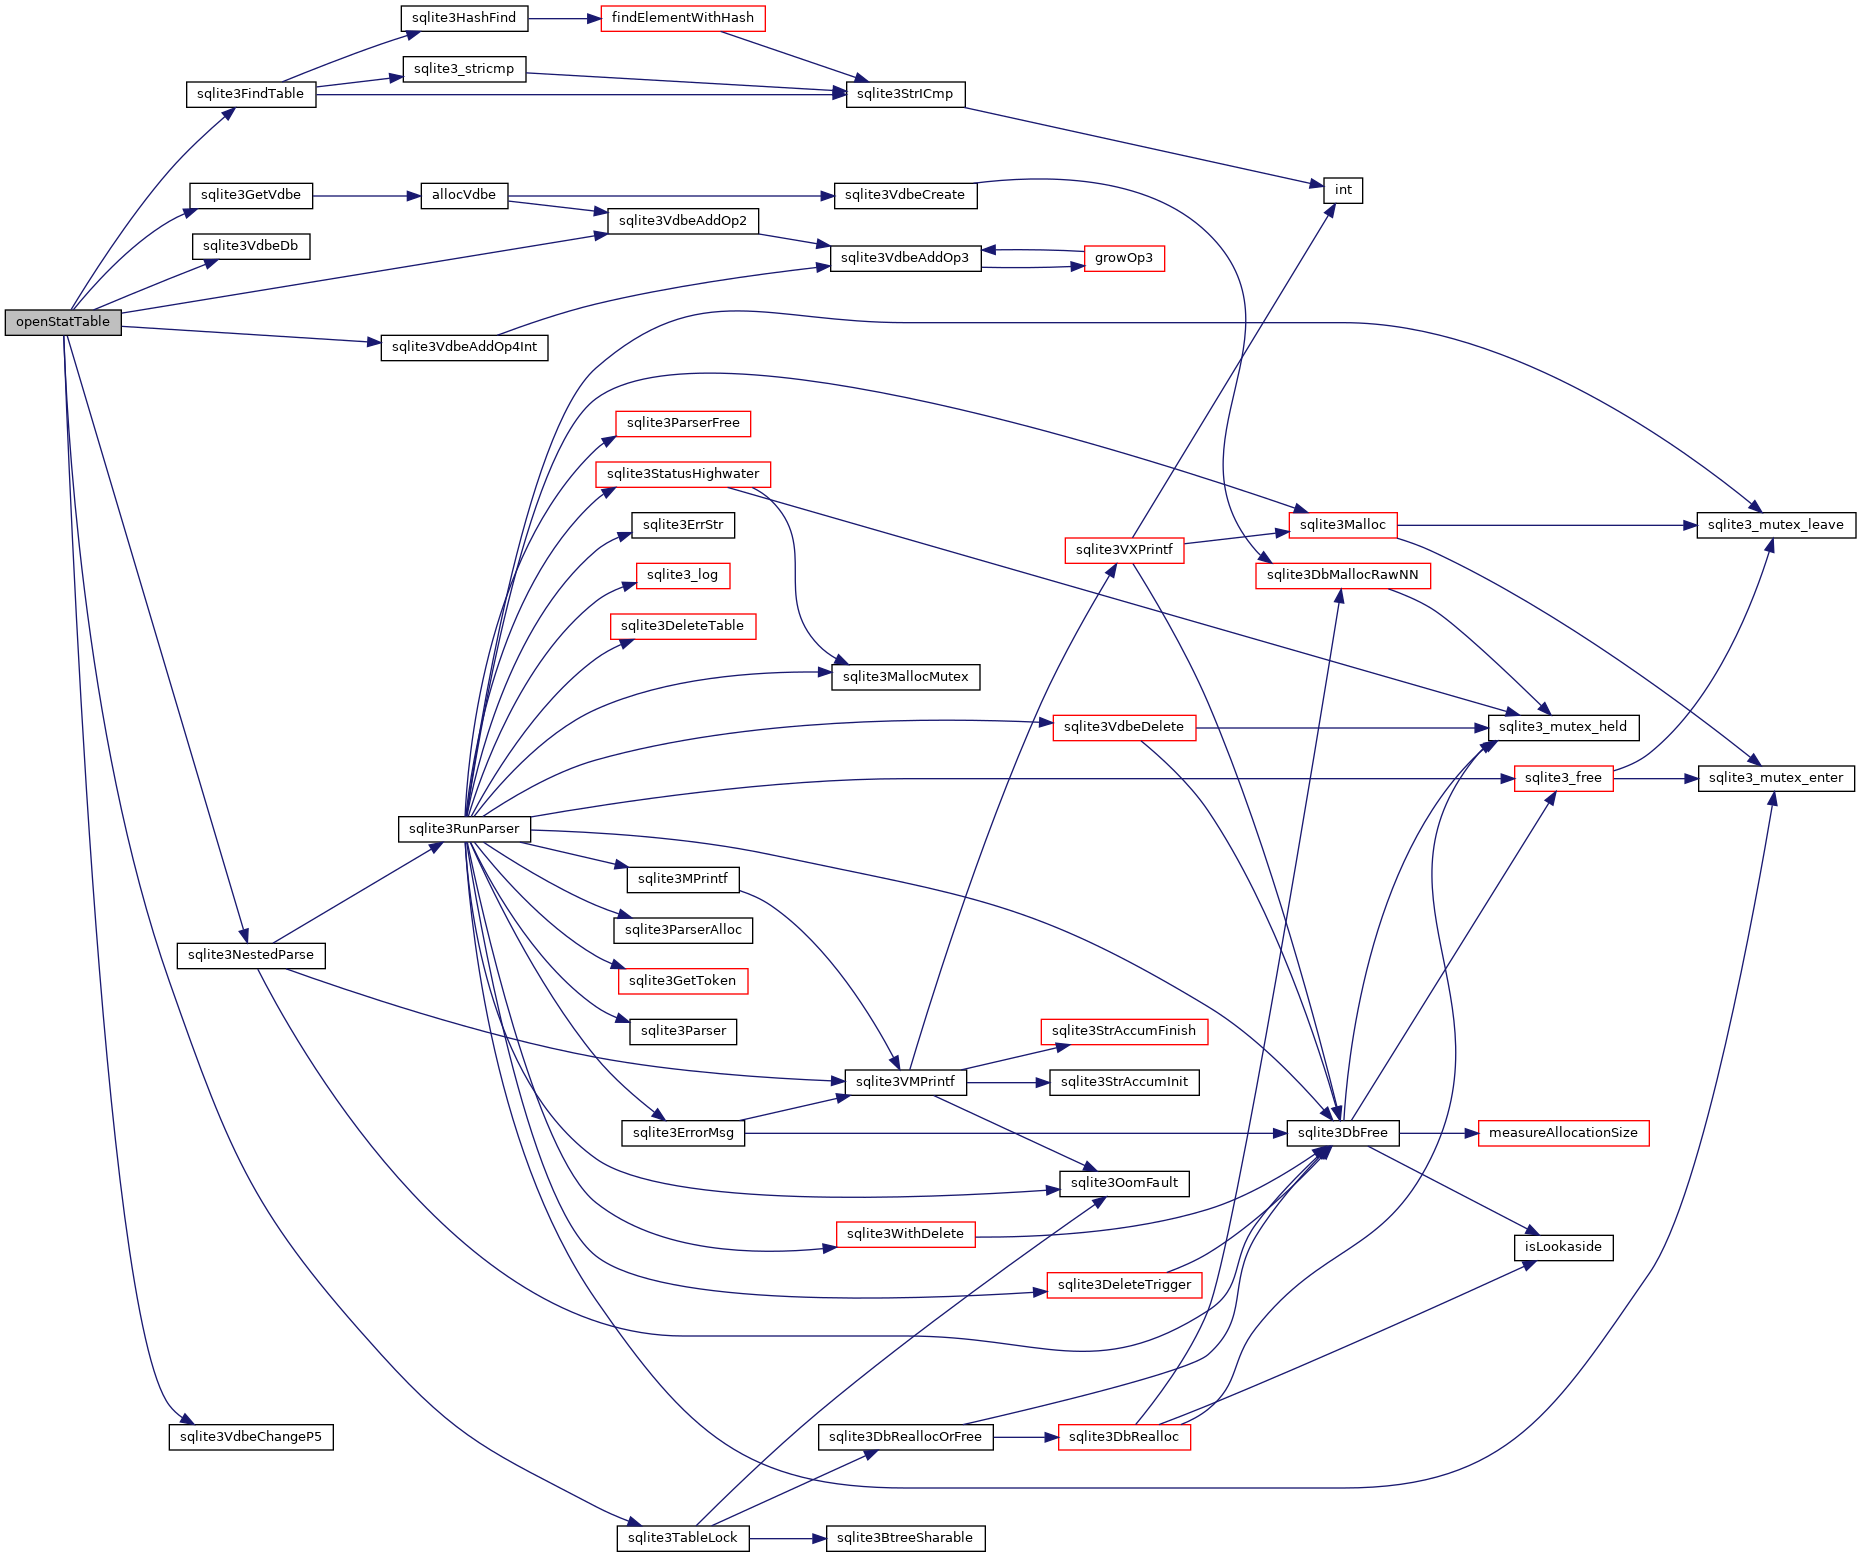 sqlite3HashFind
findElementWithHash
sqlite3_stricmp
sqlite3FindTable
sqlite3StrICmp
int
sqlite3GetVdbe
allocVdbe
sqlite3VdbeCreate
sqlite3VdbeAddOp2
sqlite3VdbeDb
sqlite3VdbeAddOp3
growOp3
openStatTable
sqlite3VdbeAddOp4Int
sqlite3ParserFree
sqlite3StatusHighwater
sqlite3ErrStr
sqlite3Malloc
sqlite3_mutex_leave
sqlite3VXPrintf
sqlite3_log
sqlite3DbMallocRawNN
sqlite3DeleteTable
sqlite3MallocMutex
sqlite3VdbeDelete
sqlite3_mutex_held
sqlite3_free
sqlite3_mutex_enter
sqlite3RunParser
sqlite3MPrintf
sqlite3ParserAlloc
sqlite3NestedParse
sqlite3GetToken
sqlite3Parser
sqlite3StrAccumFinish
sqlite3VMPrintf
sqlite3StrAccumInit
sqlite3ErrorMsg
sqlite3DbFree
measureAllocationSize
sqlite3OomFault
sqlite3WithDelete
isLookaside
sqlite3DeleteTrigger
sqlite3VdbeChangeP5
sqlite3DbReallocOrFree
sqlite3DbRealloc
sqlite3TableLock
sqlite3BtreeSharable